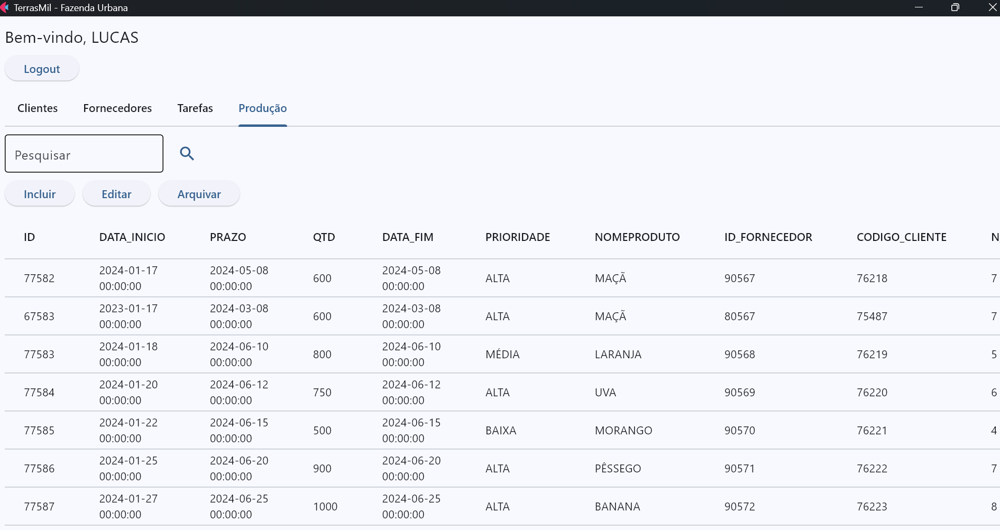 TerrasMil - Fazenda Urbana
Bem-vindo, LUCAS
Logout
Clientes Fornecedores Tarefas Produção
Pesquisar
Incluir Editar Arquivar
ID DATA_INICIO PRAZO QTD DATA_FIM PRIORIDADE NOMEPRODUTO ID_FORNECEDOR CODIGO_CLIENTE N
77582 2024-01-17 00:00:00 2024-05-08 00:00:00 600 2024-05-08 00:00:00 ALTA MAÇÃ 90567 76218 7
67583 2023-01-17 00:00:00 2024-03-08 00:00:00 600 2024-03-08 00:00:00 ALTA MAÇÃ 80567 75487 7
77583 2024-01-18 00:00:00 2024-06-10 00:00:00 800 2024-06-10 00:00:00 MÉDIA LARANJA 90568 76219 5
77584 2024-01-20 00:00:00 2024-06-12 00:00:00 750 2024-06-12 00:00:00 ALTA UVA 90569 76220 6
77585 2024-01-22 00:00:00 2024-06-15 00:00:00 500 2024-06-15 00:00:00 BAIXA MORANGO 90570 76221 4
77586 2024-01-25 00:00:00 2024-06-20 00:00:00 900 2024-06-20 00:00:00 ALTA PÊSSEGO 90571 76222 7
77587 2024-01-27 00:00:00 2024-06-25 00:00:00 1000 2024-06-25 00:00:00 ALTA BANANA 90572 76223 8